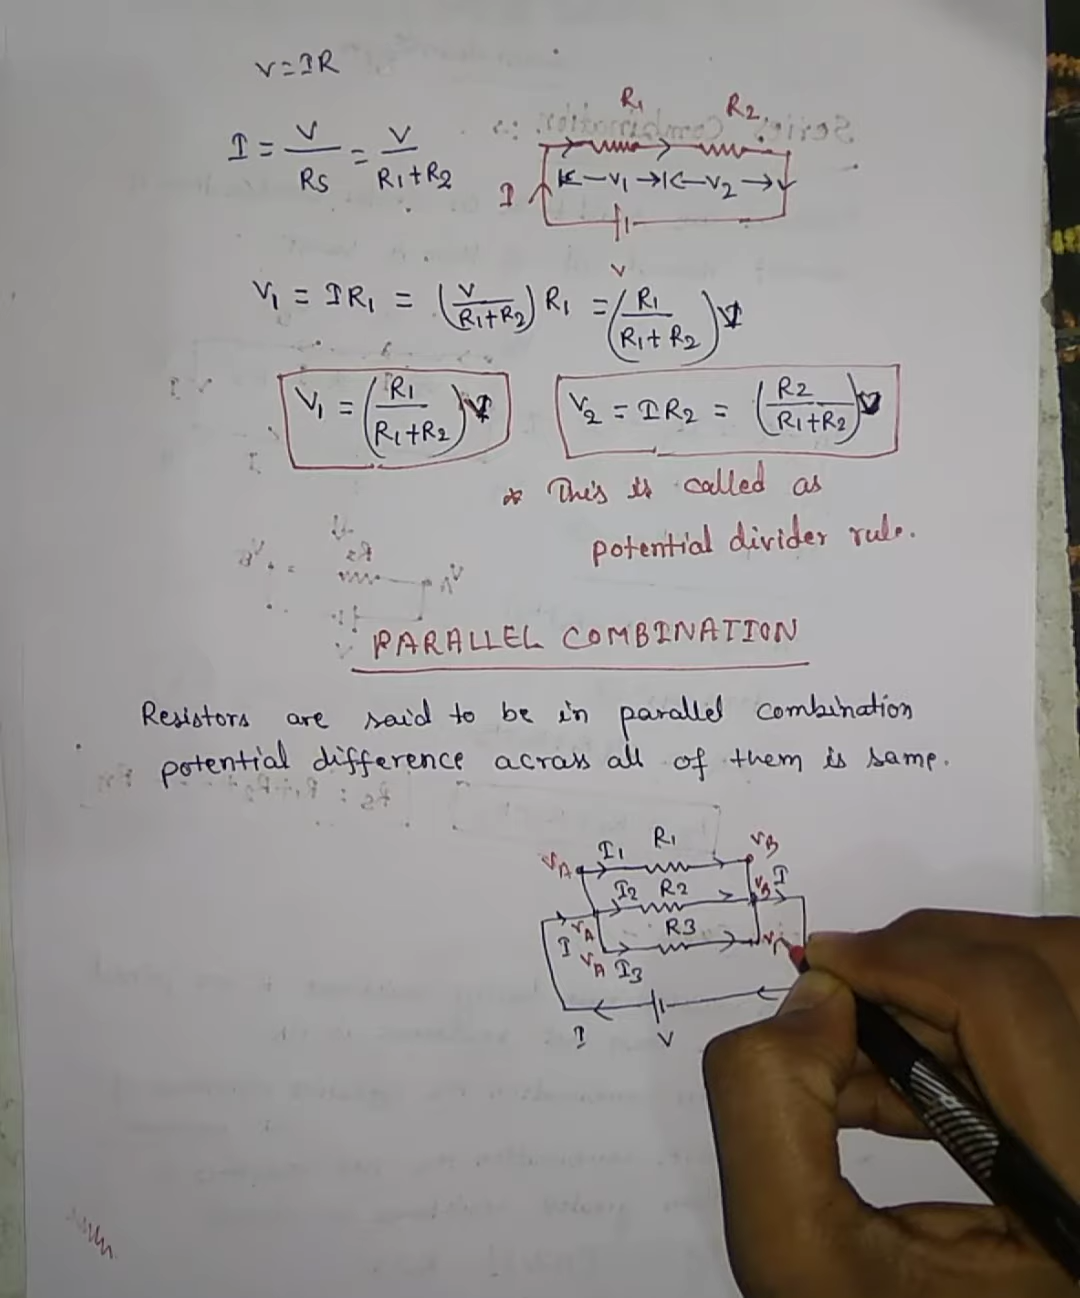 V = IR
R1 R2
I = V/RS = V/(R1+R2)
I
V1 V2
V
V1 = IR1 = (V/(R1+R2)) R1 = (R1/(R1+R2)) V
V1 = (R1/(R1+R2)) V
V2 = IR2 = (R2/(R1+R2)) V
* This is called as
potential divider rule.
PARALLEL COMBINATION
Resistors are said to be in parallel combination
potential difference acrass all of them is same.
VA I1 R1 VB
I2 R2 VB I
I VA R3
VA I3
I V